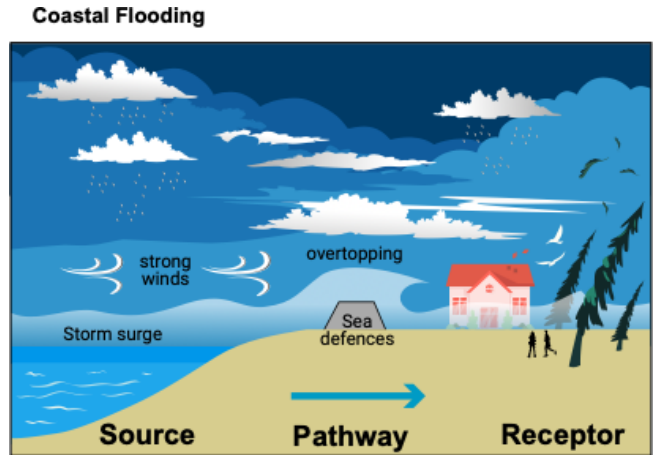 Coastal Flooding
strong
winds
overtopping
Storm surge
Sea
defences
Source
Pathway
Receptor